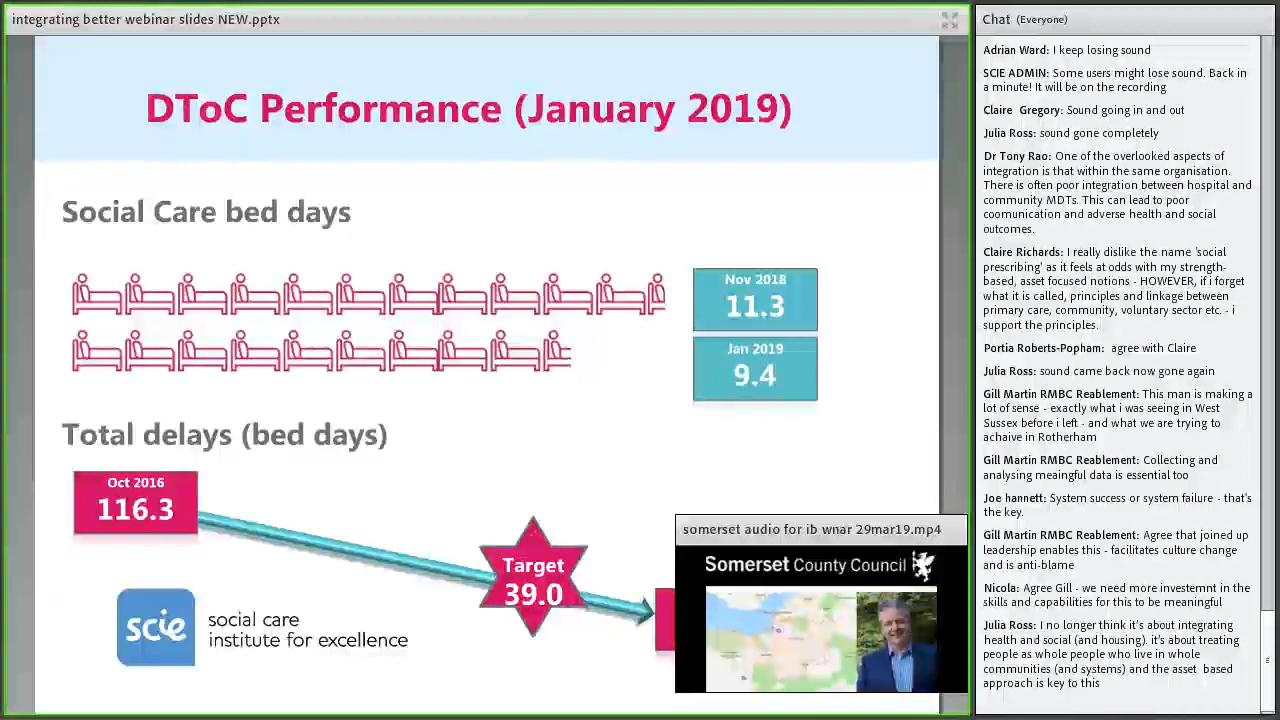 integrating better webinar slides NEW.pptx
DToC Performance (January 2019)
Social Care bed days
Nov 2018
11.3
Jan 2019
9.4
Total delays (bed days)
Oct 2016
116.3
Target
39.0
scie
social care
institute for excellence
somerset audio for ib wnar 29mar19.mp4
Somerset County Council
Chat (Everyone)
Adrian Ward: I keep losing sound
SCIE ADMIN: Some users might lose sound. Back in
a minute! It will be on the recording
Claire Gregory: Sound going in and out
Julia Ross: sound gone completely
Dr Tony Rao: One of the overlooked aspects of
integration is that within the same organisation.
There is often poor integration between hospital and
community MDTs. This can lead to poor
coomunication and adverse health and social
outcomes.
Claire Richards: I really dislike the name 'social
prescribing' as it feels at odds with my strength-
based, asset focused notions - HOWEVER, if i forget
what it is called, principles and linkage between
primary care, community, voluntary sector etc. - i
support the principles.
Portia Roberts-Popham: agree with Claire
Julia Ross: sound came back now gone again
Gill Martin RMBC Reablement: This man is making a
lot of sense - exactly what i was seeing in West
Sussex before i left - and what we are trying to
achaive in Rotherham
Gill Martin RMBC Reablement: Collecting and
analysing meaningful data is essential too
Joe hannett: System success or system failure - that's
the key.
Gill Martin RMBC Reablement: Agree that joined up
leadership enables this - facilitates culture change
and is anti-blame
Nicola: Agree Gill - we need more investemnt in the
skills and capabilities for this to be meaningful
Julia Ross: I no longer think it's about integrating
health and social (and housing). it's about treating
people as whole people who live in whole
communities (and systems) and the asset based
approach is key to this